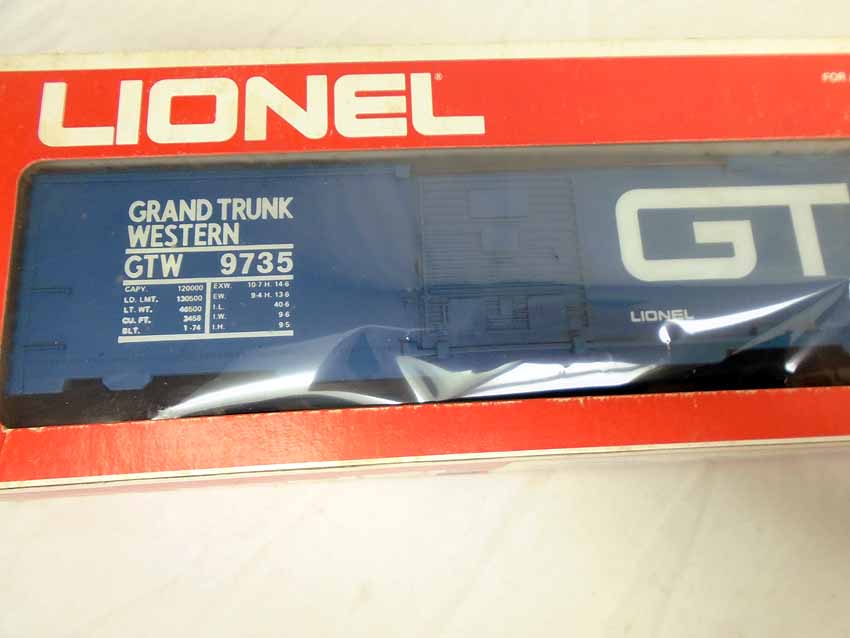 LIONEL®
FOR
GRAND TRUNK
WESTERN
GTW 9735
CAPY. 120000
LD. LMT. 130500
LT. WT. 46500
CU. FT. 3458
BLT. 1-74
EXW. 10-7 H. 14-6
EW. 9-4 H. 13-6
I.L. 40-6
I.W. 9-6
I.H. 9-5
GT
LIONEL